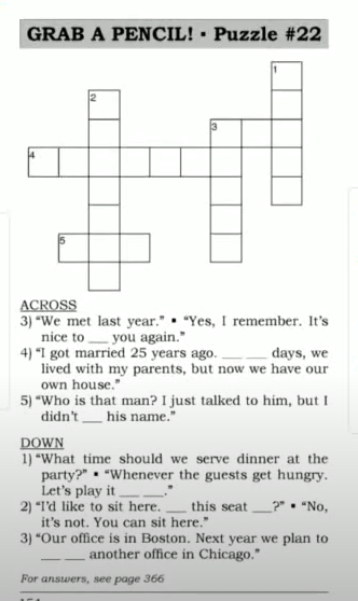 GRAB A PENCIL! • Puzzle #22
1
2
3
4
5
ACROSS
3) “We met last year.” • “Yes, I remember. It’s
nice to ___ you again.”
4) “I got married 25 years ago. ___ ___ days, we
lived with my parents, but now we have our
own house.”
5) “Who is that man? I just talked to him, but I
didn’t ___ his name.”
DOWN
1) “What time should we serve dinner at the
party?” • “Whenever the guests get hungry.
Let’s play it ___ ___.”
2) “I’d like to sit here. ___ this seat ___?” • “No,
it’s not. You can sit here.”
3) “Our office is in Boston. Next year we plan to
___ ___ another office in Chicago.”
For answers, see page 366